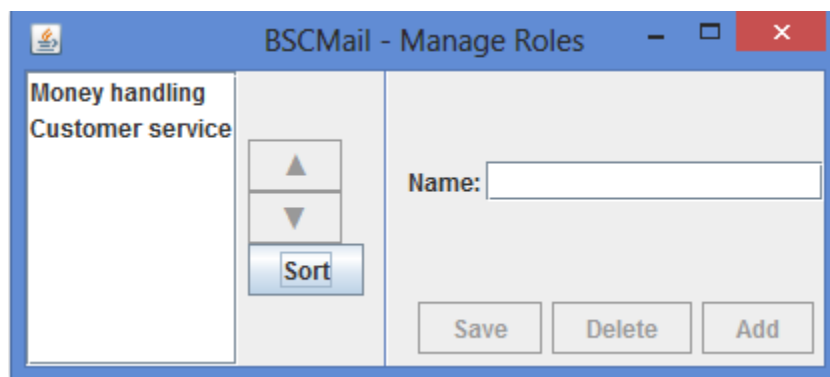 BSCMail - Manage Roles
Money handling
Customer service
▲
▼
Sort
Name:
Save Delete Add